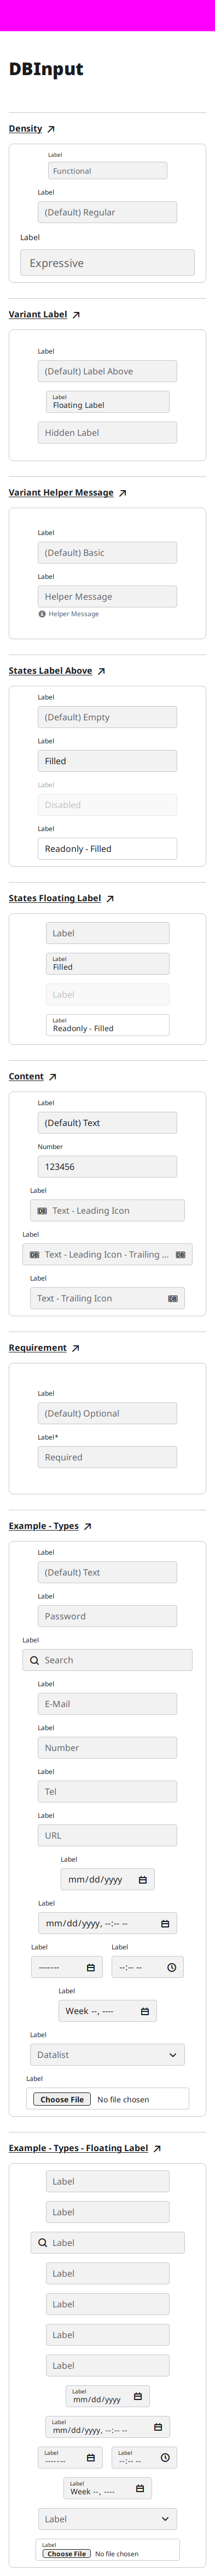 DBInput
Density
Label
Functional
Label
(Default) Regular
Label
Expressive
Variant Label
Label
(Default) Label Above
Label
Floating Label
Hidden Label
Variant Helper Message
Label
(Default) Basic
Label
Helper Message
Helper Message
States Label Above
Label
(Default) Empty
Label
Filled
Label
Disabled
Label
Readonly - Filled
States Floating Label
Label
Label
Filled
Label
Label
Readonly - Filled
Content
Label
(Default) Text
Number
123456
Label
Text - Leading Icon
Label
Text - Leading Icon - Trailing ...
Label
Text - Trailing Icon
Requirement
Label
(Default) Optional
Label*
Required
Example - Types
Label
(Default) Text
Label
Password
Label
Search
Label
E-Mail
Label
Number
Label
Tel
Label
URL
Label
mm/dd/yyyy
Label
mm/dd/yyyy, --:-- --
Label Label
------- --:-- --
Label
Week --, ----
Label
Datalist
Label
Choose File No file chosen
Example - Types - Floating Label
Label
Label
Label
Label
Label
Label
Label
Label
mm/dd/yyyy
Label
mm/dd/yyyy, --:-- --
Label Label
------- --:-- --
Label
Week --, ----
Label
Label
Choose File No file chosen